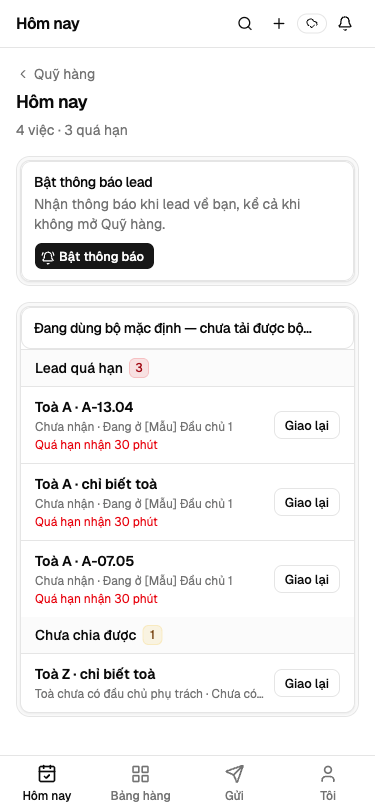 Hôm nay
Quỹ hàng
Hôm nay
4 việc · 3 quá hạn
Bật thông báo lead
Nhận thông báo khi lead về bạn, kể cả khi
không mở Quỹ hàng.
Bật thông báo
Đang dùng bộ mặc định — chưa tải được bộ...
Lead quá hạn 3
Toà A · A-13.04
Chưa nhận · Đang ở [Mẫu] Đầu chủ 1
Quá hạn nhận 30 phút
Giao lại
Toà A · chỉ biết toà
Chưa nhận · Đang ở [Mẫu] Đầu chủ 1
Quá hạn nhận 30 phút
Giao lại
Toà A · A-07.05
Chưa nhận · Đang ở [Mẫu] Đầu chủ 1
Quá hạn nhận 30 phút
Giao lại
Chưa chia được 1
Toà Z · chỉ biết toà
Toà chưa có đầu chủ phụ trách · Chưa có...
Giao lại
Hôm nay
Bảng hàng
Gửi
Tôi